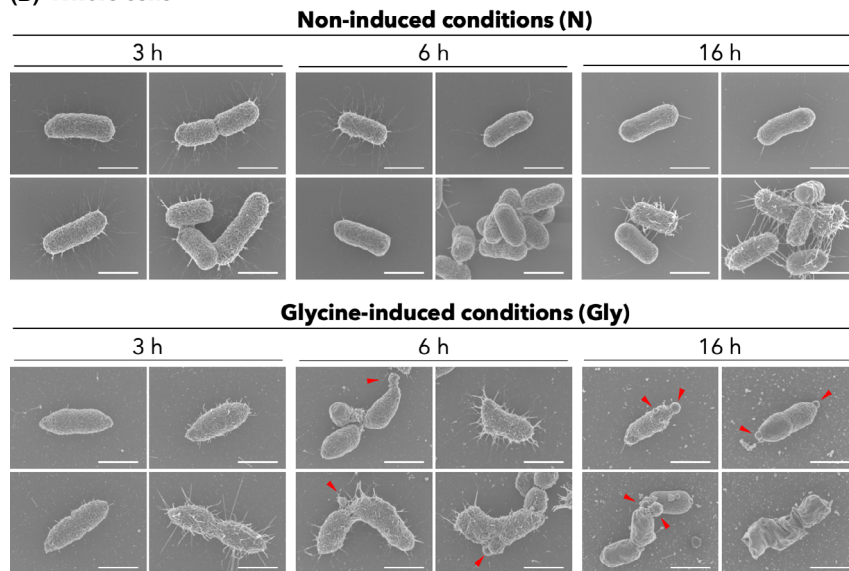 Non-induced conditions (N)
3 h 6 h 16 h
Glycine-induced conditions (Gly)
3 h 6 h 16 h